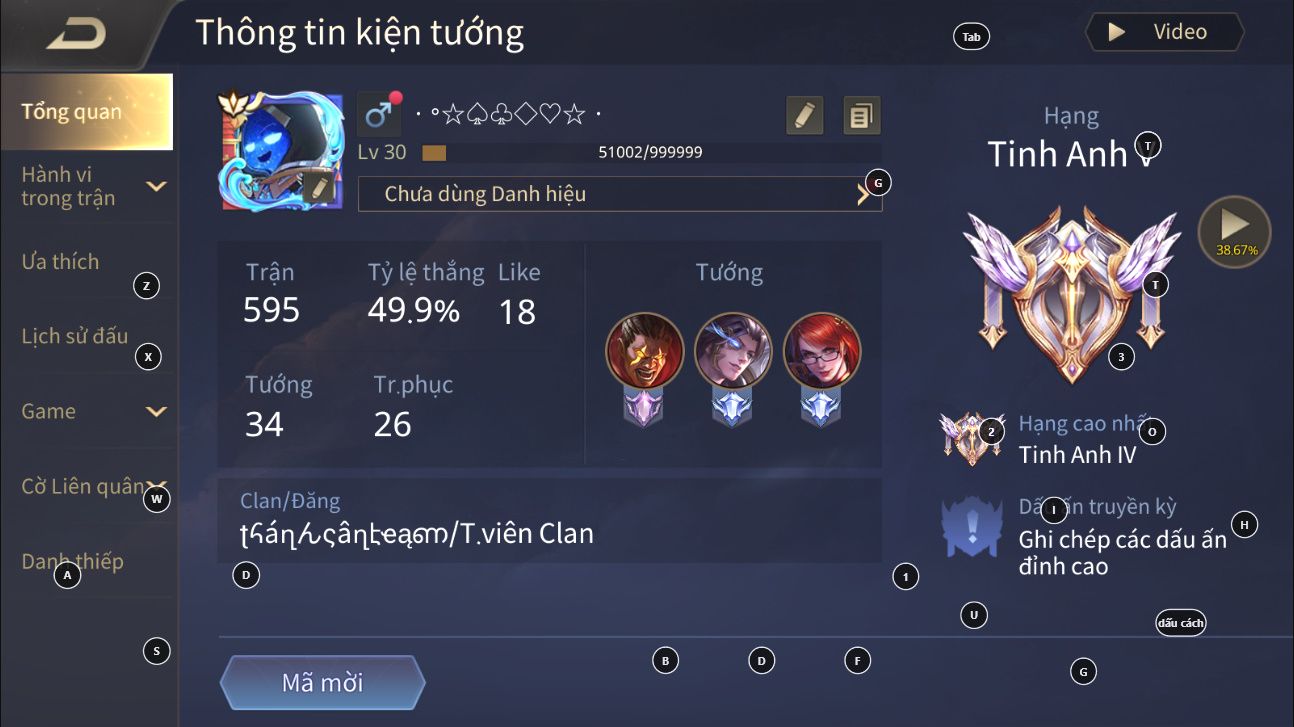 Thông tin kiện tướng
Tab
Video
Tổng quan
Hành vi
trong trận
Ưa thích
Z
Lịch sử đấu
X
Game
Cờ Liên quân
W
Danh thiếp
A
S
· °☆♤♧◇♡☆ ·
Lv 30
51002/999999
Chưa dùng Danh hiệu
G
Trận
Tỷ lệ thắng
Like
595
49.9%
18
Tướng
Tr.phục
34
26
Tướng
Clan/Đăng
/T.viên Clan
D
1
Mã mời
B
D
F
Hạng
Tinh Anh V
T
38.67%
T
3
2
Hạng cao nhất
O
Tinh Anh IV
Dấu ấn truyền kỳ
I
H
Ghi chép các dấu ấn
đỉnh cao
U
dấu cách
G